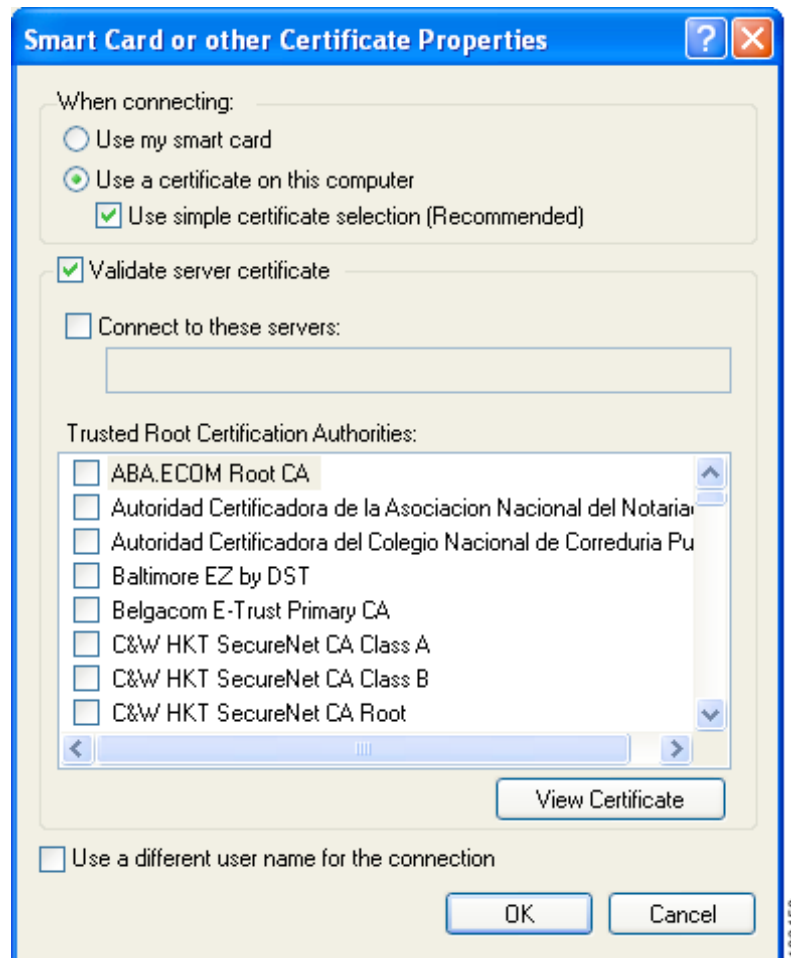 Smart Card or other Certificate Properties
When connecting:
Use my smart card
Use a certificate on this computer
Use simple certificate selection (Recommended)
Validate server certificate
Connect to these servers:
Trusted Root Certification Authorities:
ABA.ECOM Root CA
Autoridad Certificadora de la Asociacion Nacional del Notaria
Autoridad Certificadora del Colegio Nacional de Correduria Pu
Baltimore EZ by DST
Belgacom E-Trust Primary CA
C&W HKT SecureNet CA Class A
C&W HKT SecureNet CA Class B
C&W HKT SecureNet CA Root
View Certificate
Use a different user name for the connection
OK
Cancel